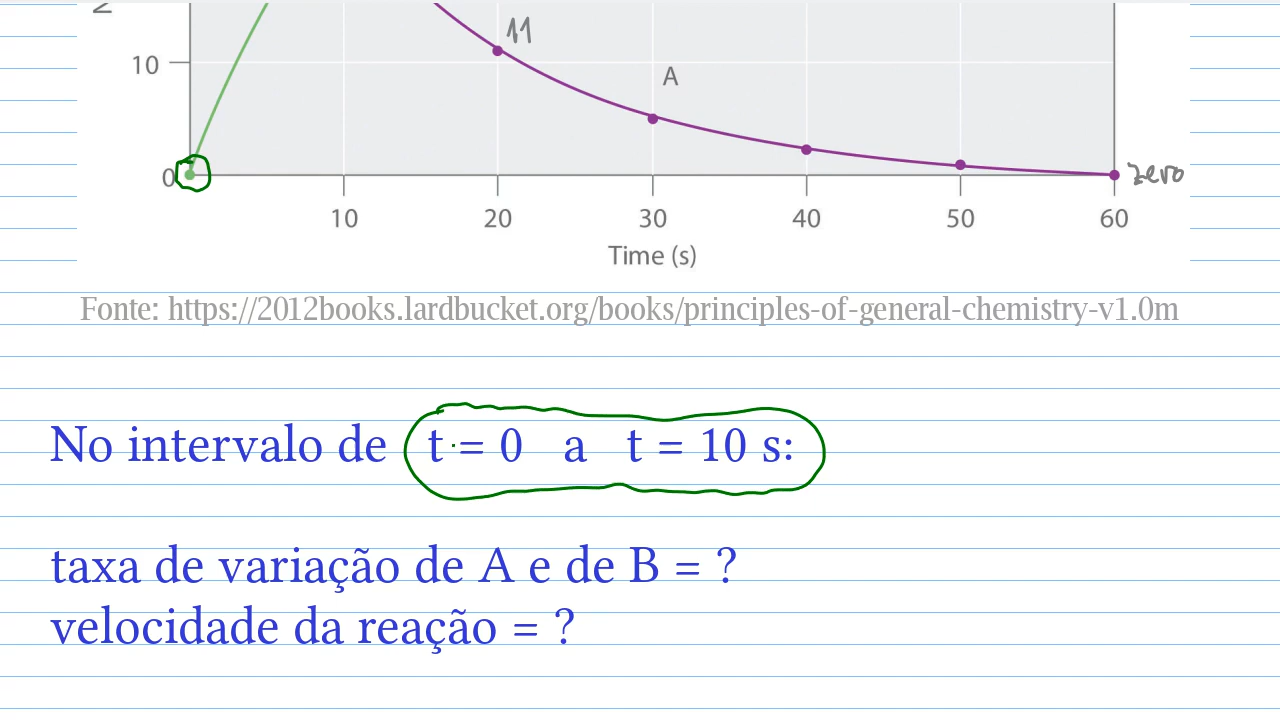 11
10
A
0
zero
10 20 30 40 50 60
Time (s)
Fonte: https://2012books.lardbucket.org/books/principles-of-general-chemistry-v1.0m
No intervalo de t = 0 a t = 10 s:
taxa de variação de A e de B = ?
velocidade da reação = ?